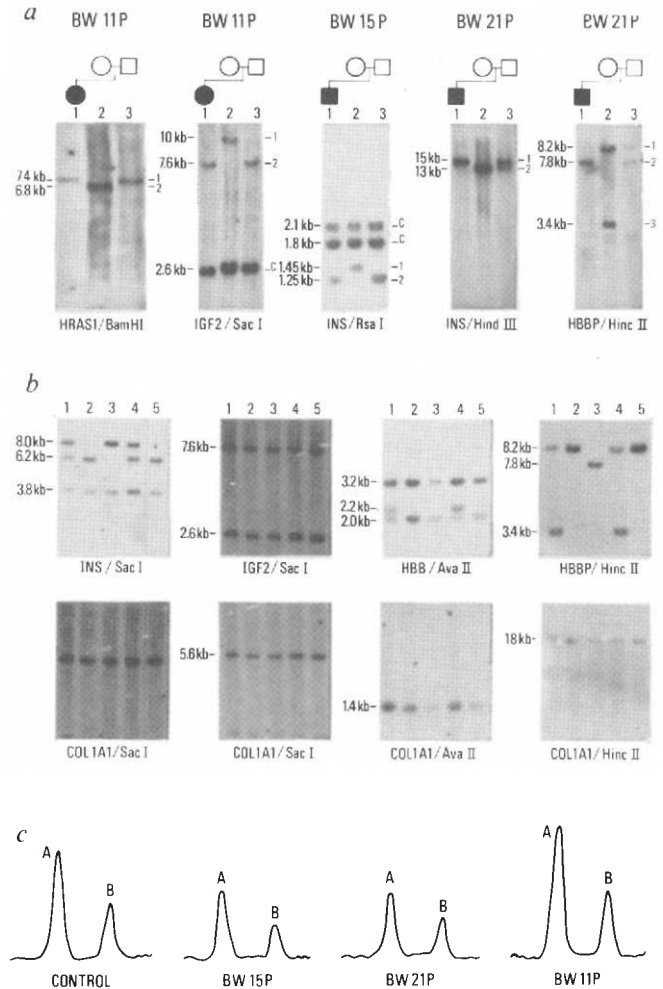 a
BW 11P BW 11P BW 15P BW 21P BW 21P
1 2 3 1 2 3 1 2 3 1 2 3 1 2 3
7.4 kb 6.8 kb 1 2
10 kb 7.6 kb 2.6 kb 1 2 C
2.1 kb 1.8 kb 1.45 kb 1.25 kb C C 1 2
15 kb 13 kb 1 2
8.2 kb 7.8 kb 3.4 kb 1 2 3
HRAS1/BamHI IGF2/Sac I INS/Rsa I INS/Hind III HBBP/Hinc II
b
1 2 3 4 5 1 2 3 4 5 1 2 3 4 5 1 2 3 4 5
8.0 kb 6.2 kb 3.8 kb
7.6 kb 2.6 kb
3.2 kb 2.2 kb 2.0 kb
8.2 kb 7.8 kb 3.4 kb
INS / Sac I IGF2/Sac I HBB / Ava II HBBP/ Hinc II
5.6 kb 1.4 kb 18 kb
COL1A1/Sac I COL1A1/Sac I COL1A1/Ava II COL1A1/Hinc II
c
A B A B A B A B
CONTROL BW 15P BW 21P BW 11P